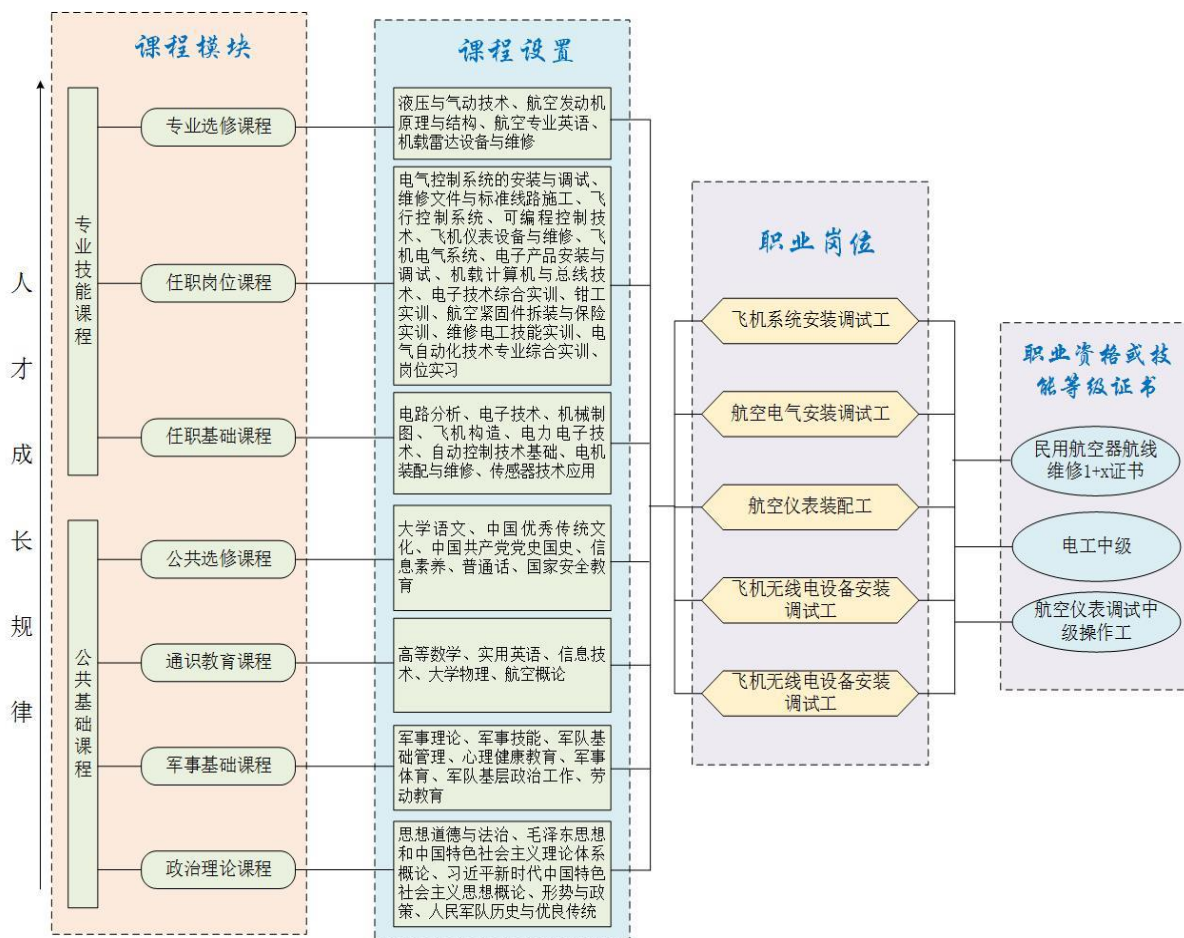 人才成长规律
课程模块
专业技能课程
专业选修课程
任职岗位课程
任职基础课程
公共基础课程
公共选修课程
通识教育课程
军事基础课程
政治理论课程
课程设置
液压与气动技术、航空发动机
原理与结构、航空专业英语、
机载雷达设备与维修
电气控制系统的安装与调试、
维修文件与标准线路施工、飞
行控制系统、可编程控制技
术、飞机仪表设备与维修、飞
机电气系统、电子产品安装与
调试、机载计算机与总线技
术、电子技术综合实训、钳工
实训、航空紧固件拆装与保险
实训、维修电工技能实训、电
气自动化技术专业综合实训、
岗位实习
电路分析、电子技术、机械制
图、飞机构造、电力电子技
术、自动控制技术基础、电机
装配与维修、传感器技术应用
大学语文、中国优秀传统文
化、中国共产党党史国史、信
息素养、普通话、国家安全教
育
高等数学、实用英语、信息技
术、大学物理、航空概论
军事理论、军事技能、军队基
础管理、心理健康教育、军事
体育、军队基层政治工作、劳
动教育
思想道德与法治、毛泽东思想
和中国特色社会主义理论体系
概论、习近平新时代中国特色
社会主义思想概论、形势与政
策、人民军队历史与优良传统
职业岗位
飞机系统安装调试工
航空电气安装调试工
航空仪表装配工
飞机无线电设备安装
调试工
飞机无线电设备安装
调试工
职业资格或技
能等级证书
民用航空器航线
维修1+x证书
电工中级
航空仪表调试中
级操作工